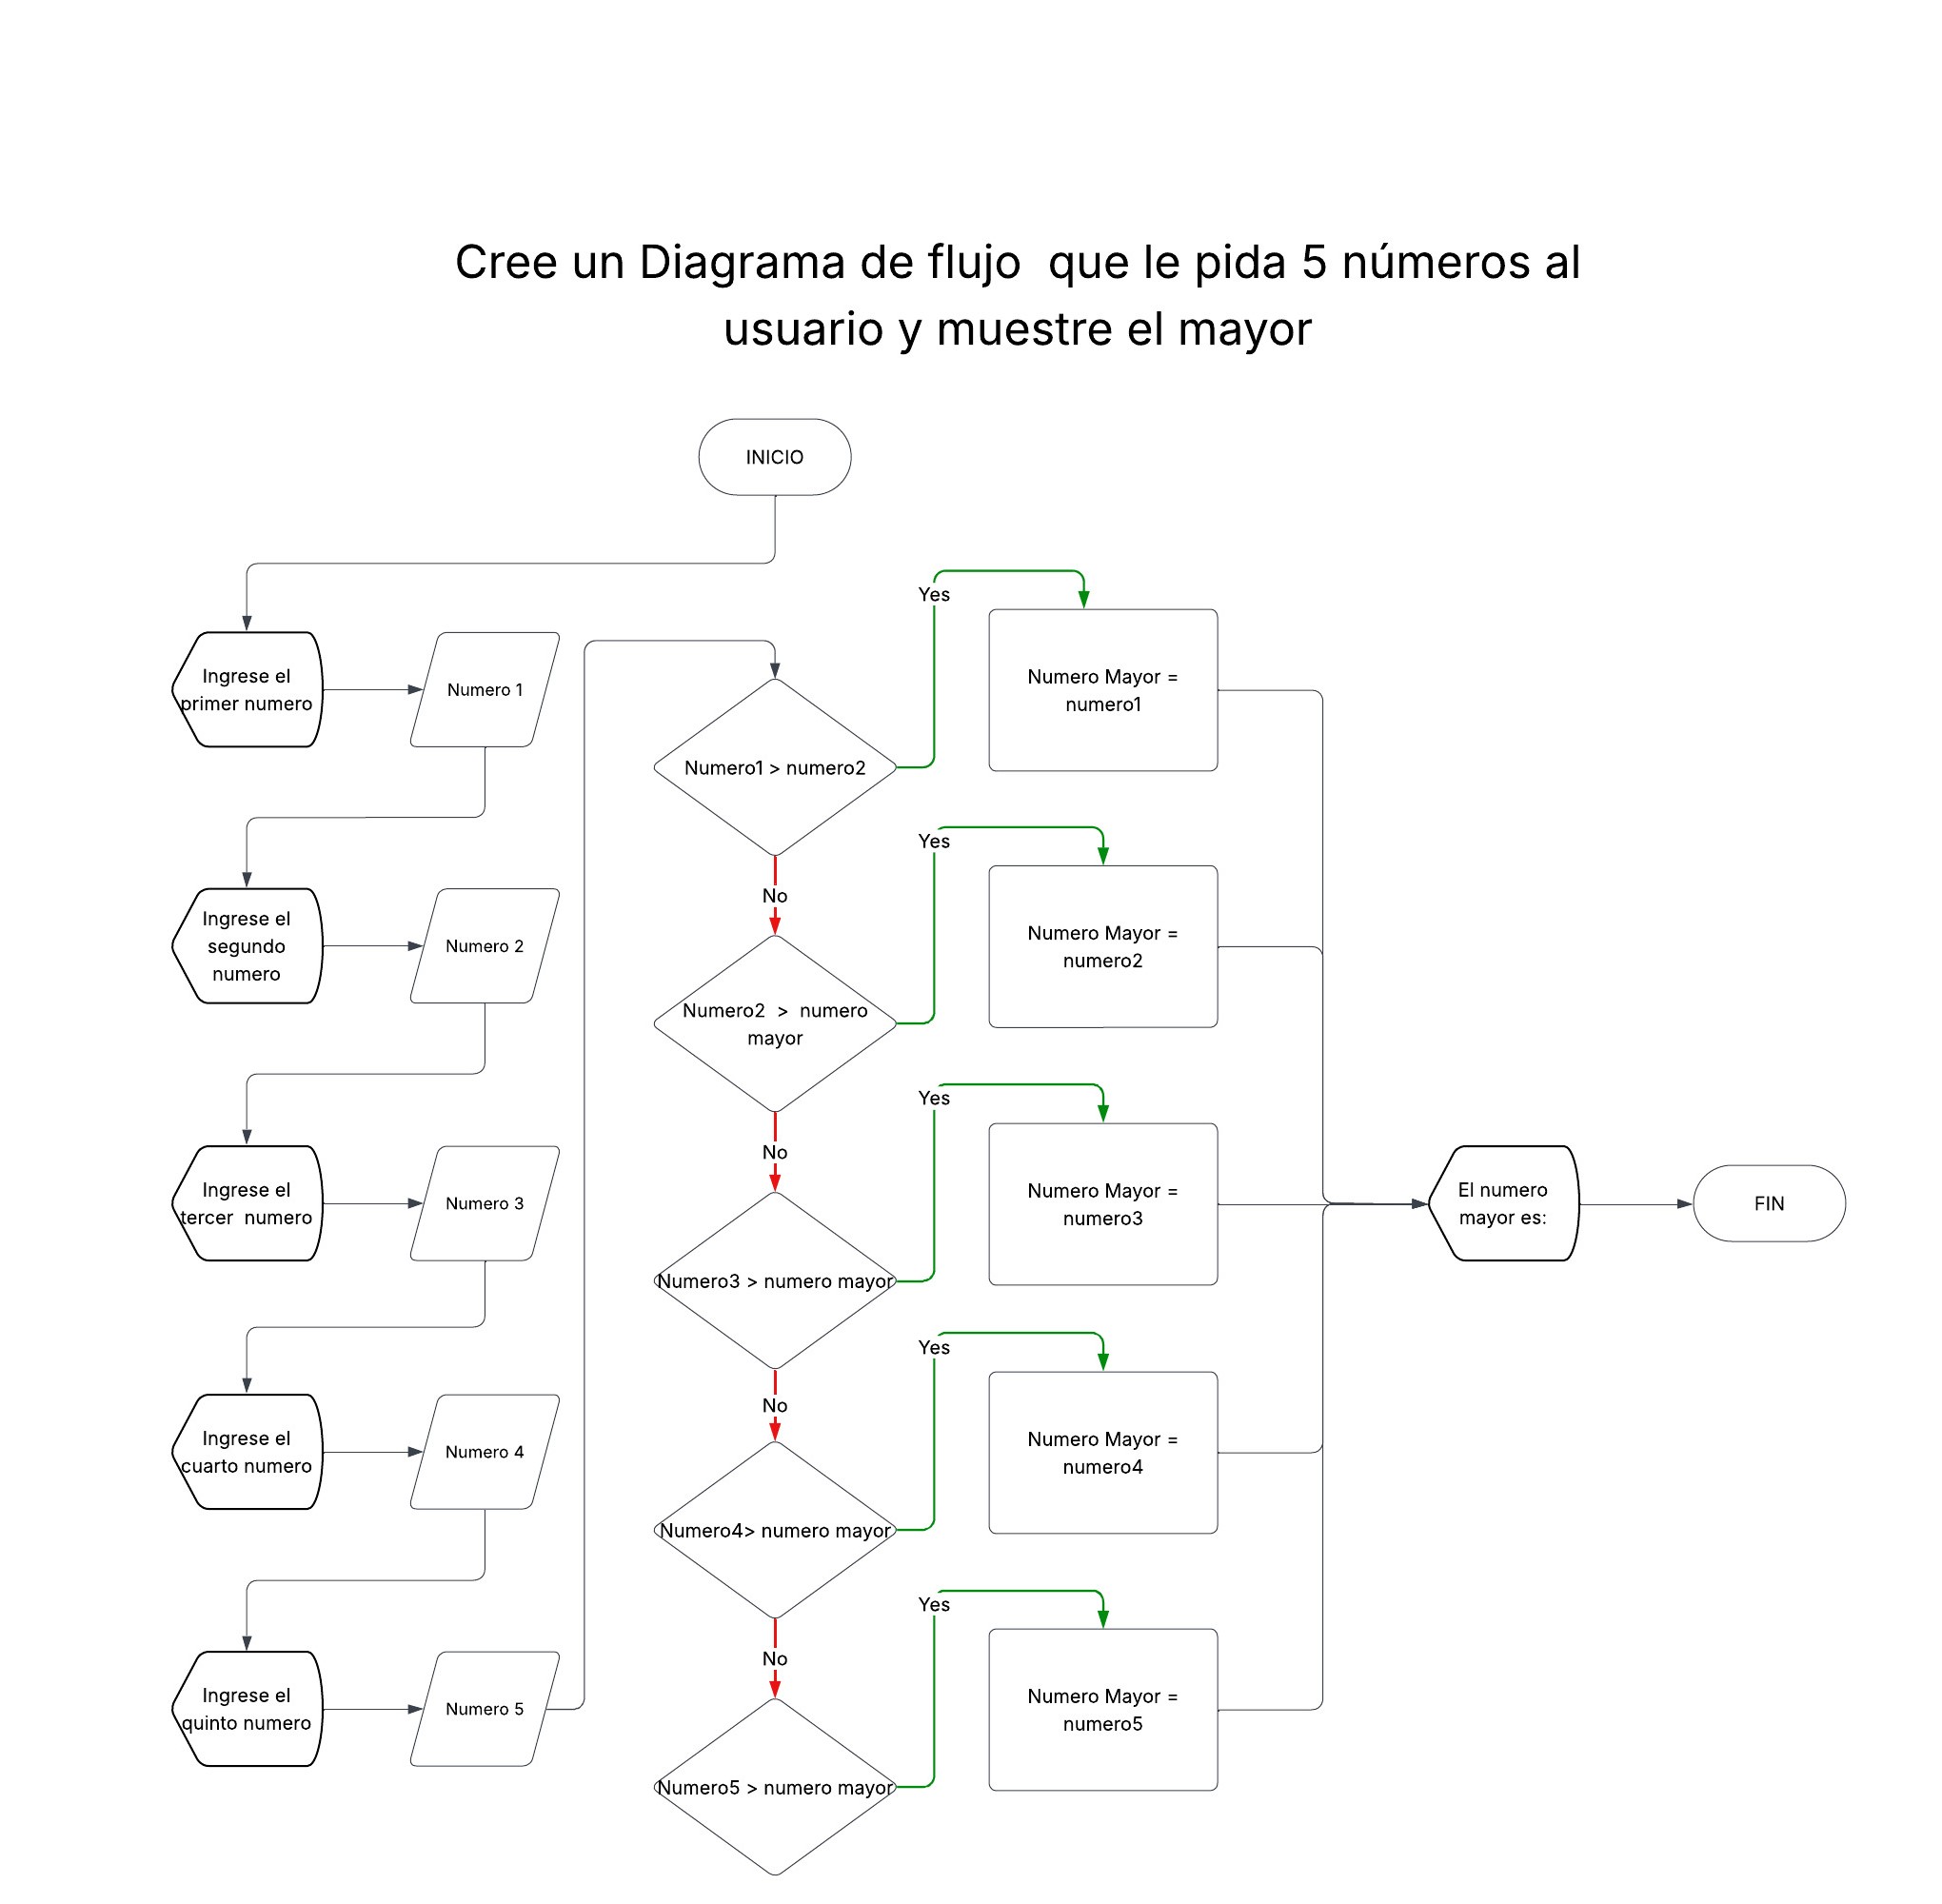 Cree un Diagrama de flujo  que le pida 5 números al
usuario y muestre el mayor
INICIO
Ingrese el
primer numero
Numero 1
Ingrese el
segundo
numero
Numero 2
Ingrese el
tercer  numero
Numero 3
Ingrese el
cuarto numero
Numero 4
Ingrese el
quinto numero
Numero 5
Numero1 > numero2
Yes
Numero Mayor =
numero1
No
Numero2  >  numero
mayor
Yes
Numero Mayor =
numero2
No
Numero3 > numero mayor
Yes
Numero Mayor =
numero3
No
Numero4> numero mayor
Yes
Numero Mayor =
numero4
No
Numero5 > numero mayor
Yes
Numero Mayor =
numero5
El numero
mayor es:
FIN